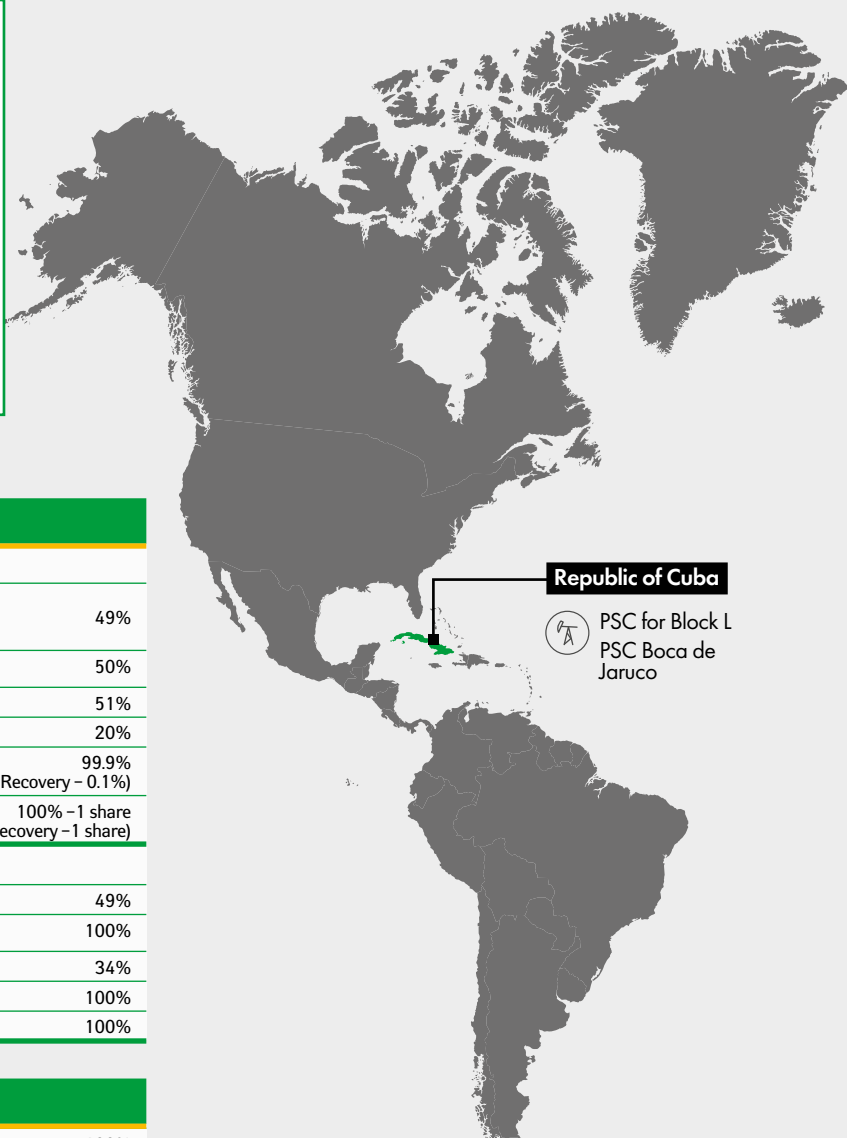 49%
50%
51%
20%
99.9%
Recovery – 0.1%)
100% –1 share
ecovery –1 share)
49%
100%
34%
100%
100%
Republic of Cuba
PSC for Block L
PSC Boca de
Jaruco